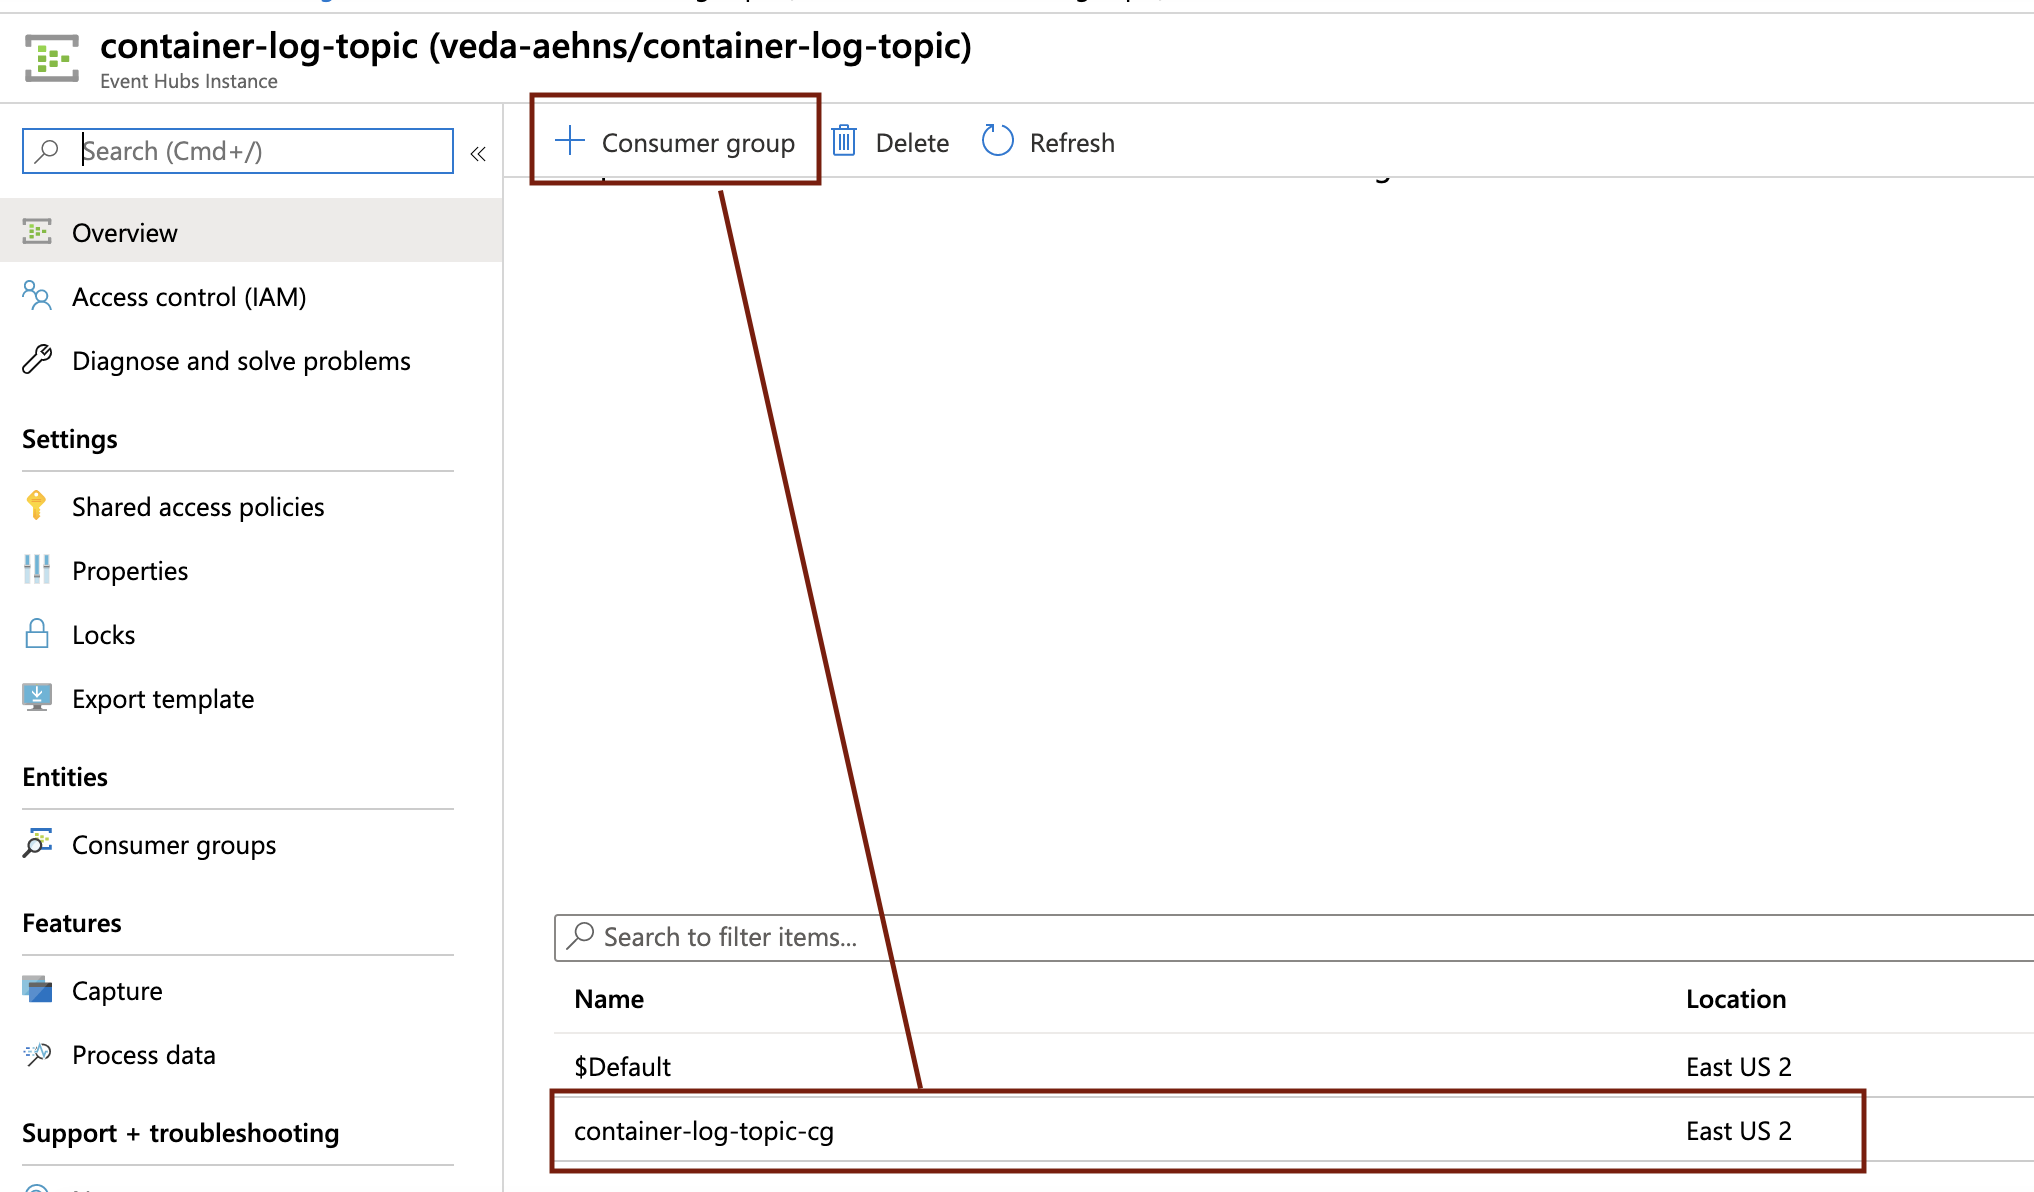 container-log-topic (veda-aehns/container-log-topic)
Event Hubs Instance
Search (Cmd+/)
«
Consumer group
Delete
Refresh
Overview
Access control (IAM)
Diagnose and solve problems
Settings
Shared access policies
Properties
Locks
Export template
Entities
Consumer groups
Features
Capture
Process data
Support + troubleshooting
Search to filter items...
Name Location
$Default East US 2
container-log-topic-cg East US 2